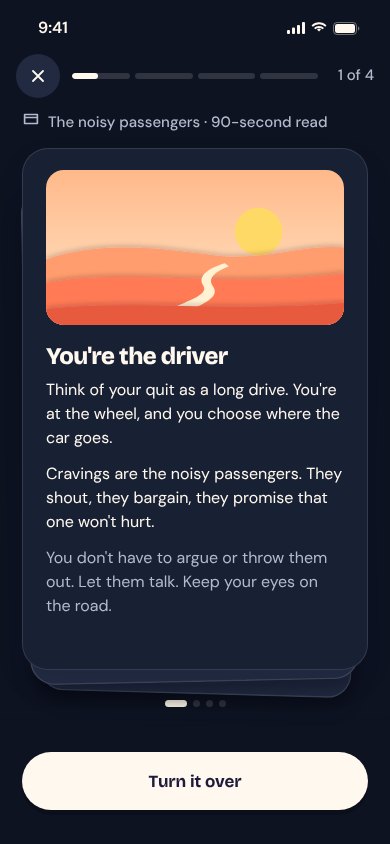 9:41
1 of 4
The noisy passengers · 90-second read
You're the driver
Think of your quit as a long drive. You're
at the wheel, and you choose where the
car goes.
Cravings are the noisy passengers. They
shout, they bargain, they promise that
one won't hurt.
You don't have to argue or throw them
out. Let them talk. Keep your eyes on
the road.
Turn it over